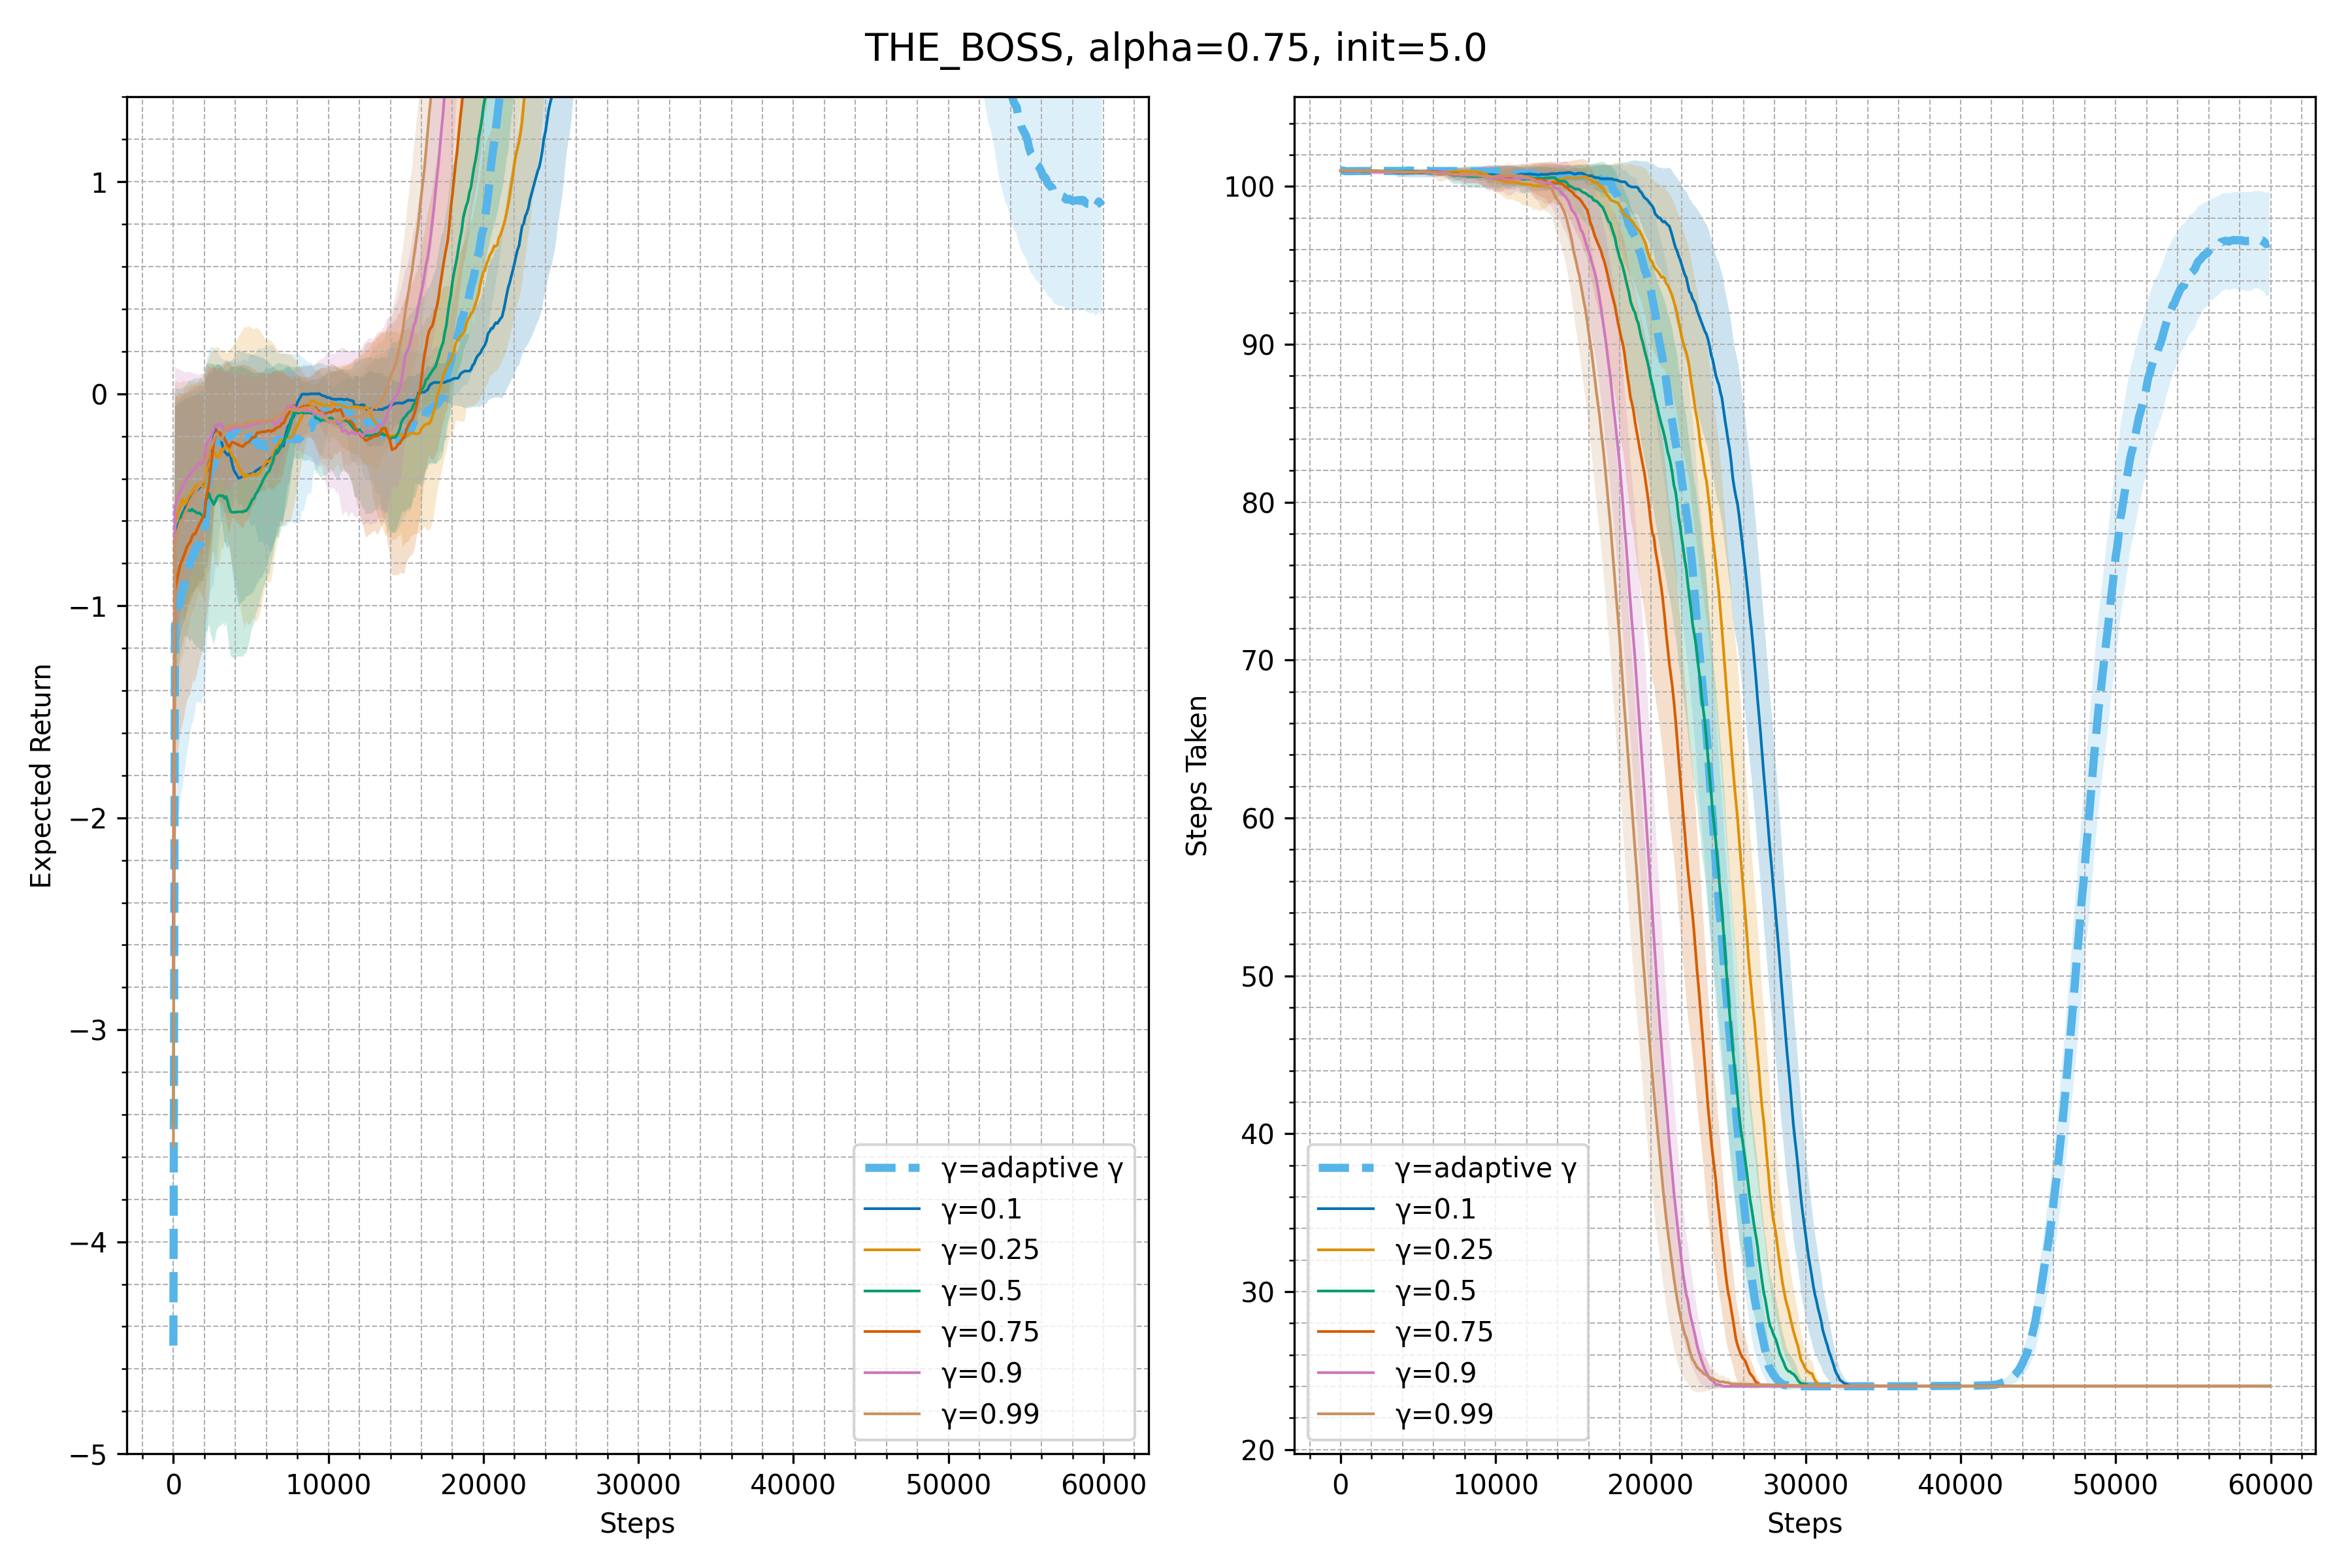 THE_BOSS, alpha=0.75, init=5.0
Expected Return
1
0
−1
−2
−3
−4
−5
0
10000
20000
30000
40000
50000
60000
Steps
γ=adaptive γ
γ=0.1
γ=0.25
γ=0.5
γ=0.75
γ=0.9
γ=0.99
Steps Taken
100
90
80
70
60
50
40
30
20
0
10000
20000
30000
40000
50000
60000
Steps
γ=adaptive γ
γ=0.1
γ=0.25
γ=0.5
γ=0.75
γ=0.9
γ=0.99